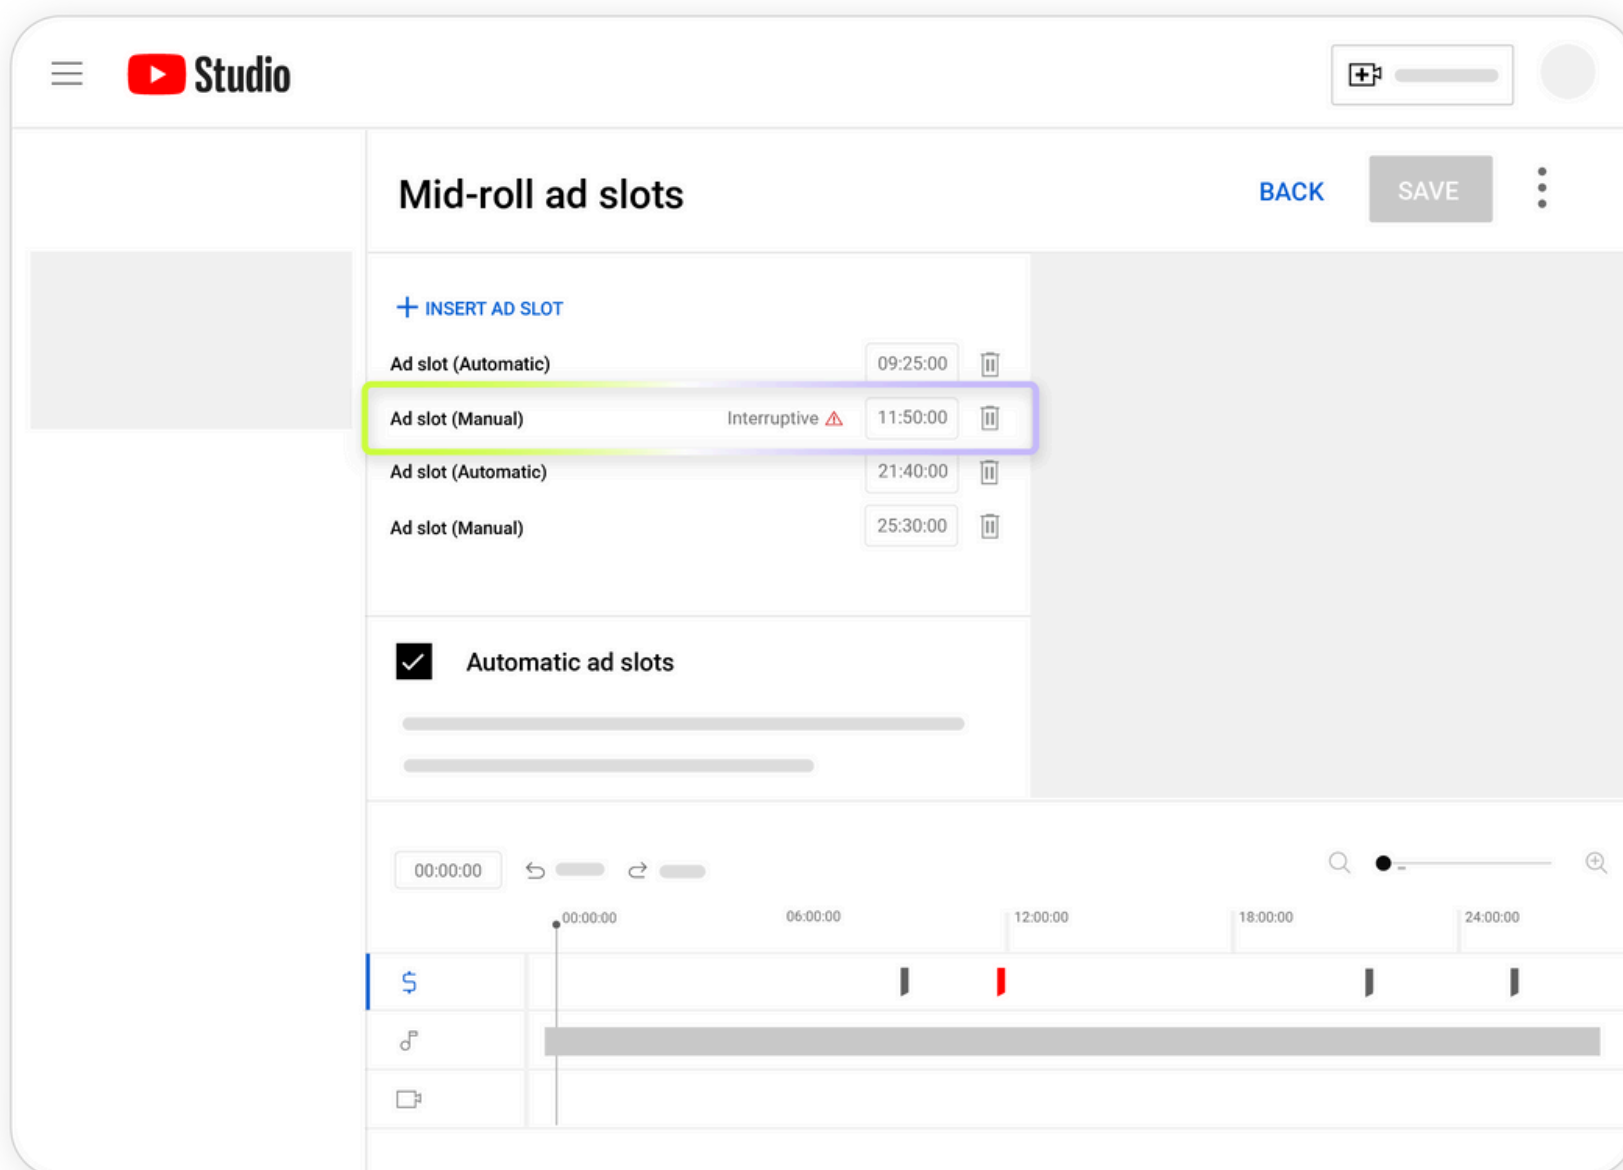 Studio
Mid-roll ad slots
BACK
SAVE
INSERT AD SLOT
Ad slot (Automatic) 09:25:00
Ad slot (Manual) Interruptive 11:50:00
Ad slot (Automatic) 21:40:00
Ad slot (Manual) 25:30:00
Automatic ad slots
00:00:00
00:00:00 06:00:00 12:00:00 18:00:00 24:00:00